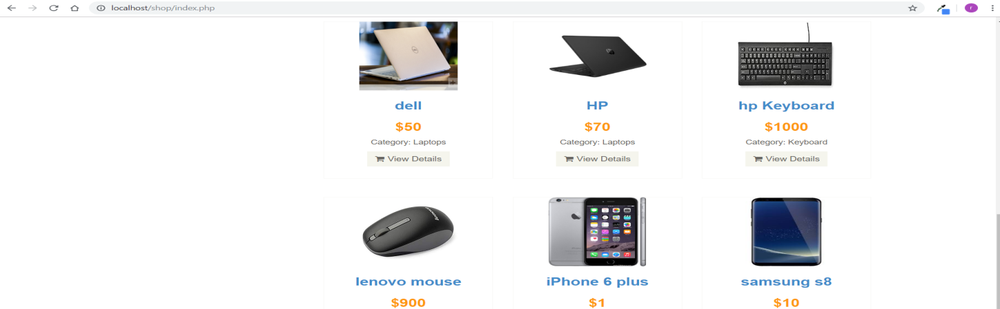 localhost/shop/index.php
r
dell
HP
hp Keyboard
$50
$70
$1000
Category: Laptops
Category: Laptops
Category: Keyboard
View Details
View Details
View Details
lenovo
lenovo mouse
iPhone 6 plus
samsung s8
$900
$1
$10